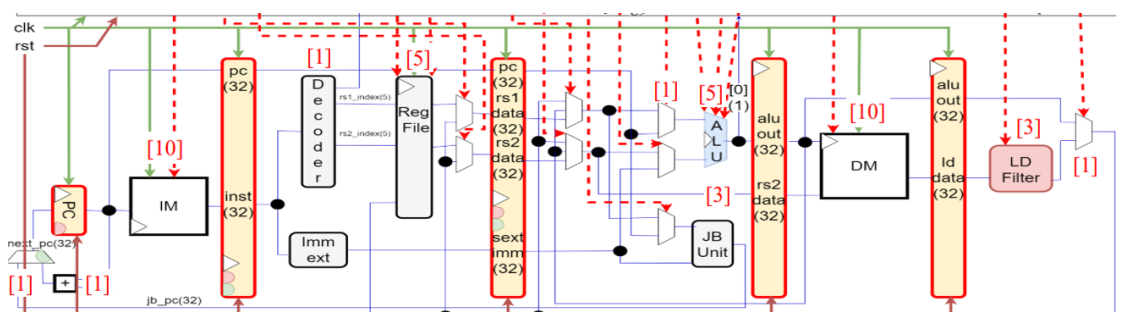 clk
rst
next_pc(32)
[1]
PC
+
[1]
jb_pc(32)
[10]
IM
pc
(32)
inst
(32)
[1]
Decoder
rs1_index(5)
rs2_index(5)
Imm
ext
[5]
Reg
File
pc
(32)
rs1
data
(32)
rs2
data
(32)
sext
imm
(32)
[1]
[5]
ALU
[0]
(1)
[3]
JB
Unit
alu
out
(32)
rs2
data
(32)
[10]
DM
alu
out
(32)
ld
data
(32)
[3]
LD
Filter
[1]